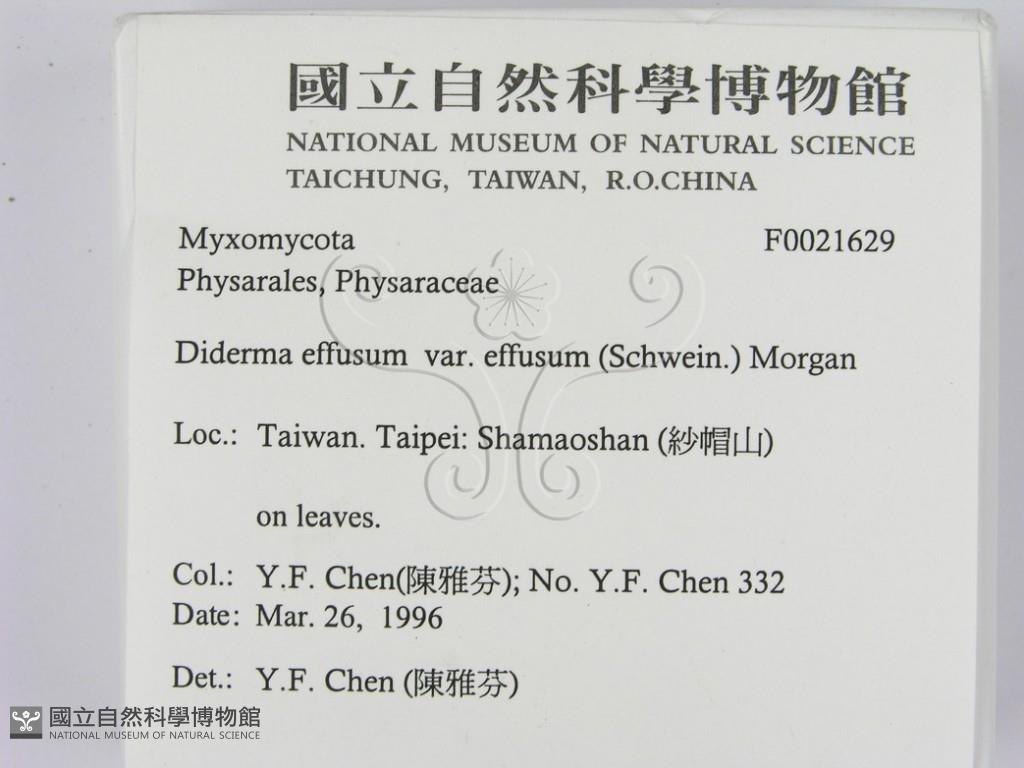 國立自然科學博物館
NATIONAL MUSEUM OF NATURAL SCIENCE
TAICHUNG, TAIWAN, R.O.CHINA
Myxomycota F0021629
Physarales, Physaraceae
Diderma effusum var. effusum (Schwein.) Morgan
Loc.: Taiwan. Taipei: Shamaoshan (紗帽山)
on leaves.
Col.: Y.F. Chen(陳雅芬); No. Y.F. Chen 332
Date: Mar. 26, 1996
Det.: Y.F. Chen (陳雅芬)
國立自然科學博物館
NATIONAL MUSEUM OF NATURAL SCIENCE